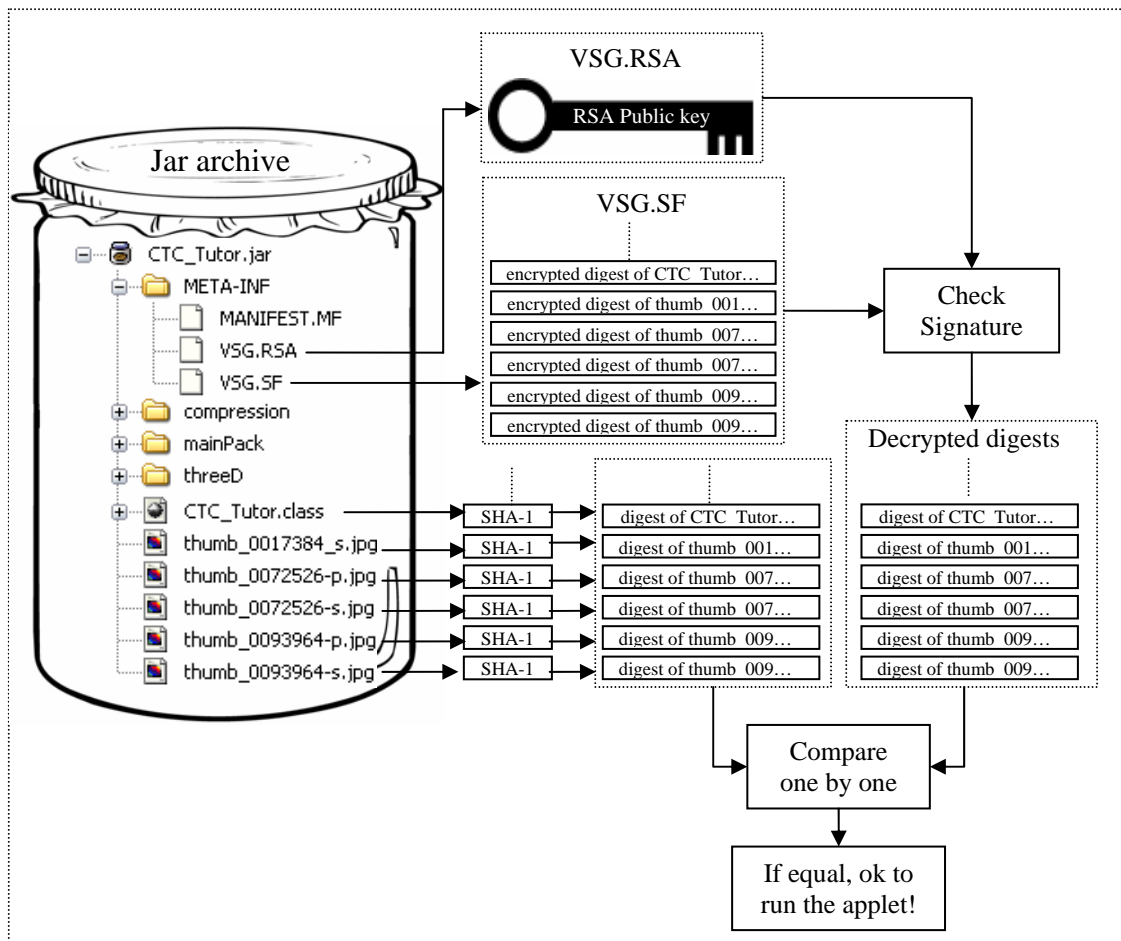 VSG.RSA
RSA Public key
Jar archive
CTC_Tutor.jar
META-INF
MANIFEST.MF
VSG.RSA
VSG.SF
compression
mainPack
threeD
CTC_Tutor.class
thumb_0017384_s.jpg
thumb_0072526-p.jpg
thumb_0072526-s.jpg
thumb_0093964-p.jpg
thumb_0093964-s.jpg
VSG.SF
encrypted digest of CTC_Tutor…
encrypted digest of thumb_001…
encrypted digest of thumb_007…
encrypted digest of thumb_007…
encrypted digest of thumb_009…
encrypted digest of thumb_009…
Check
Signature
SHA-1
SHA-1
SHA-1
SHA-1
SHA-1
SHA-1
digest of CTC_Tutor…
digest of thumb_001…
digest of thumb_007…
digest of thumb_007…
digest of thumb_009…
digest of thumb_009…
Decrypted digests
digest of CTC_Tutor…
digest of thumb_001…
digest of thumb_007…
digest of thumb_007…
digest of thumb_009…
digest of thumb_009…
Compare
one by one
If equal, ok to
run the applet!